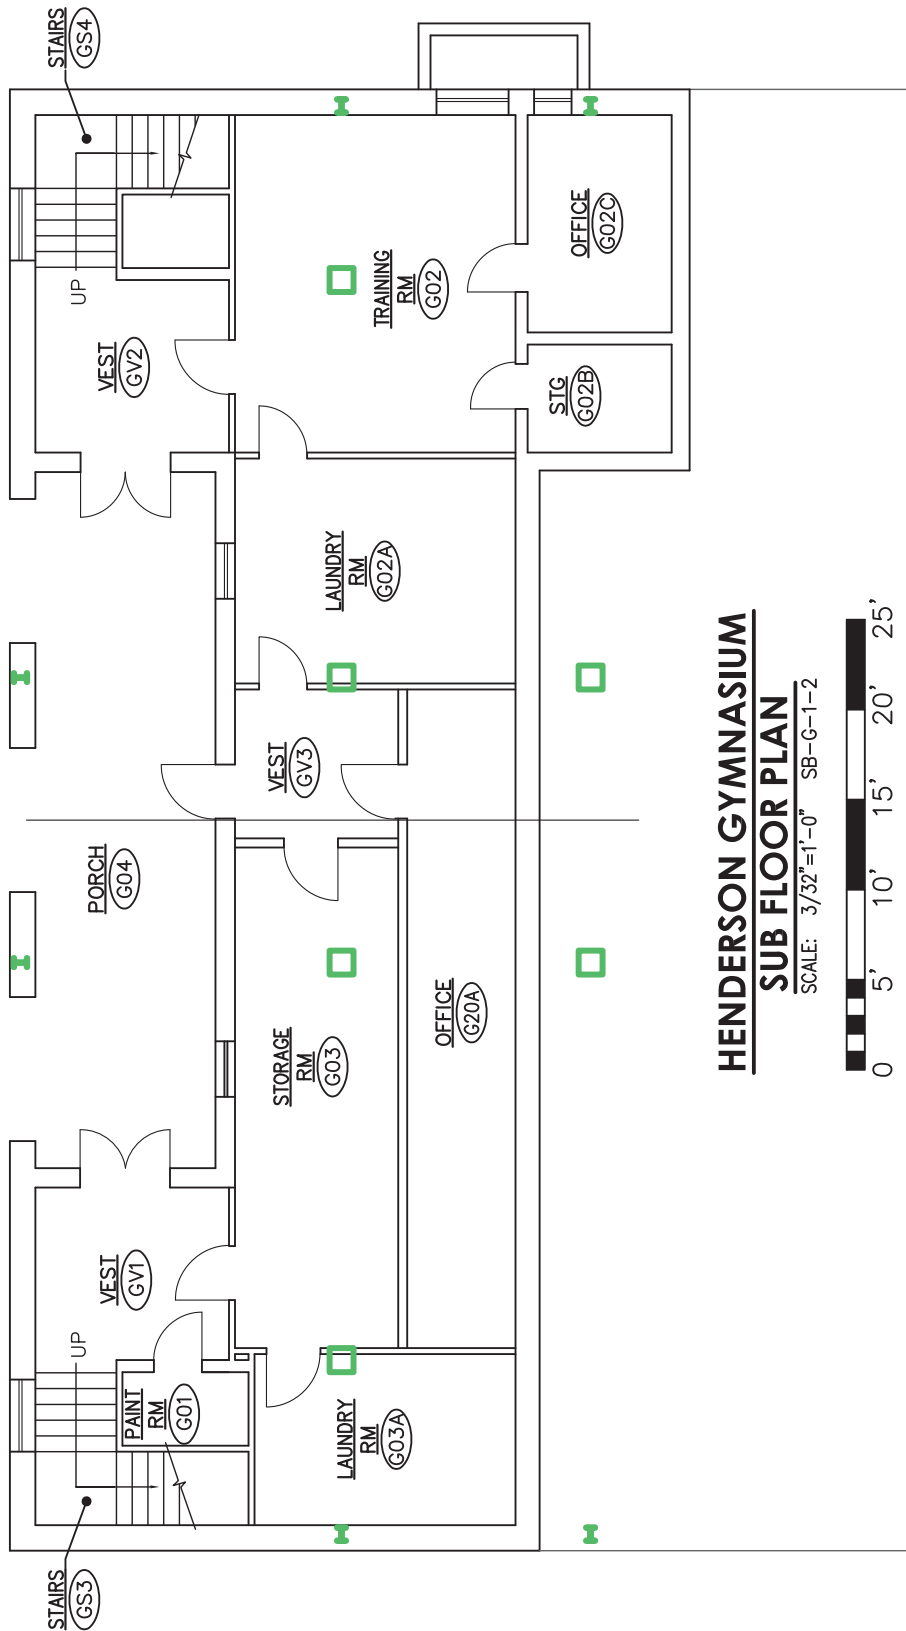 STAIRS
GS3
STAIRS
GS4
UP
UP
VEST
GV1
PORCH
G04
VEST
GV2
PAINT
RM
G01
STORAGE
RM
G03
VEST
GV3
LAUNDRY
RM
G02A
TRAINING
RM
G02
LAUNDRY
RM
G03A
OFFICE
G20A
STG
G02B
OFFICE
G02C
HENDERSON GYMNASIUM
SUB FLOOR PLAN
SCALE: 3/32"=1'-0" SB-G-1-2
0 5' 10' 15' 20' 25'